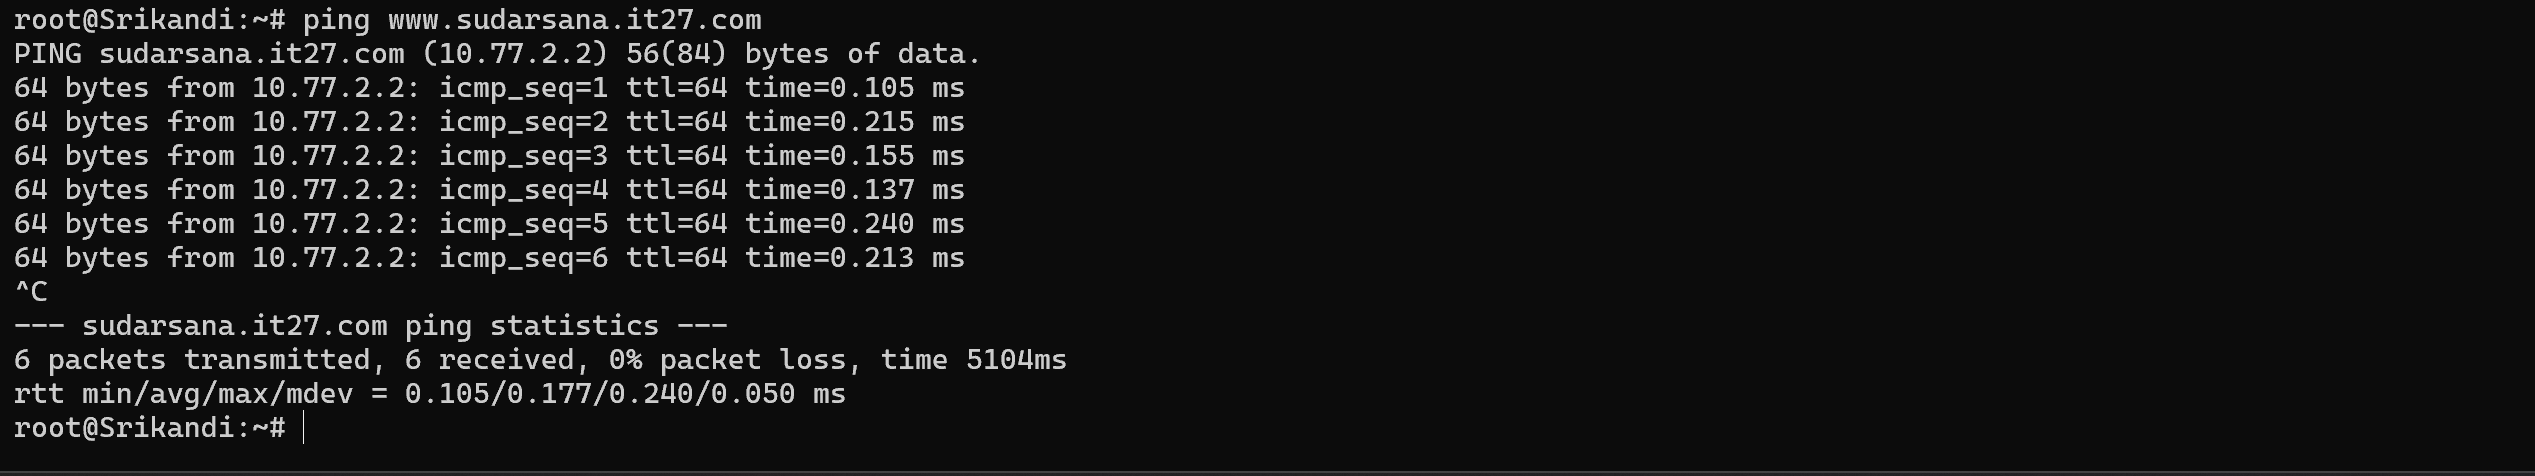 root@Srikandi:~# ping www.sudarsana.it27.com
PING sudarsana.it27.com (10.77.2.2) 56(84) bytes of data.
64 bytes from 10.77.2.2: icmp_seq=1 ttl=64 time=0.105 ms
64 bytes from 10.77.2.2: icmp_seq=2 ttl=64 time=0.215 ms
64 bytes from 10.77.2.2: icmp_seq=3 ttl=64 time=0.155 ms
64 bytes from 10.77.2.2: icmp_seq=4 ttl=64 time=0.137 ms
64 bytes from 10.77.2.2: icmp_seq=5 ttl=64 time=0.240 ms
64 bytes from 10.77.2.2: icmp_seq=6 ttl=64 time=0.213 ms
^C
--- sudarsana.it27.com ping statistics ---
6 packets transmitted, 6 received, 0% packet loss, time 5104ms
rtt min/avg/max/mdev = 0.105/0.177/0.240/0.050 ms
root@Srikandi:~#